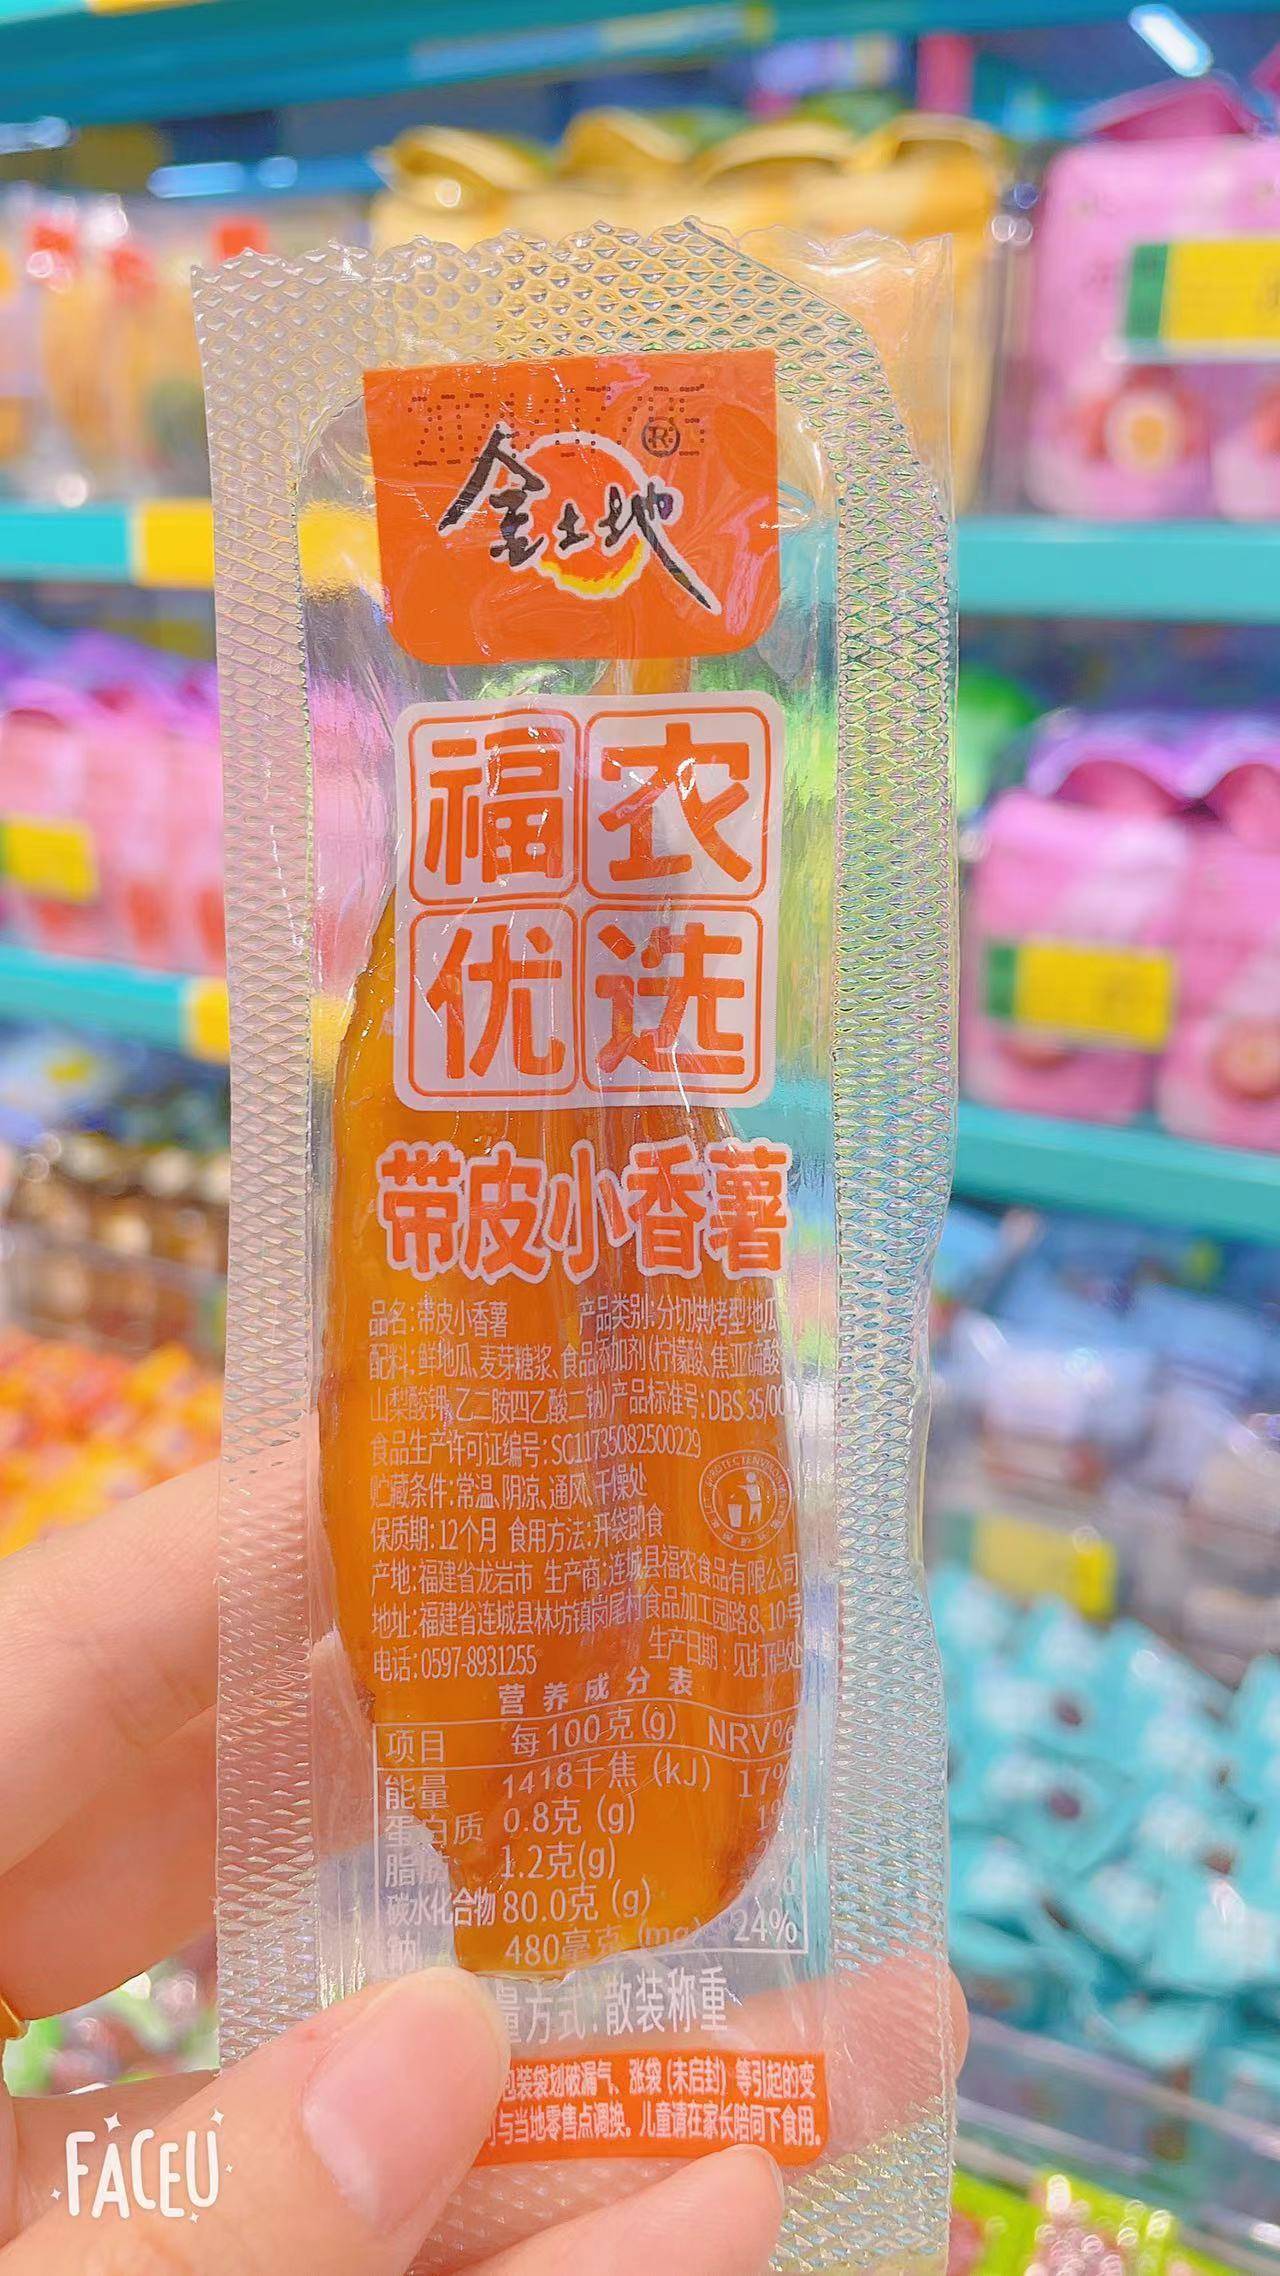 ®
金土地
福农
优选
带皮小香薯
品名:带皮小香薯 产品类别:分切烘烤型地瓜
配料:鲜地瓜、麦芽糖浆、食品添加剂(柠檬酸、焦亚硫酸
山梨酸钾、乙二胺四乙酸二钠) 产品标准号:DBS35/00
食品生产许可证编号:SC11735082500229
贮藏条件:常温、阴凉、通风、干燥处
保质期:12个月 食用方法:开袋即食
产地:福建省龙岩市 生产商:连城县福农食品有限公司
地址:福建省连城县林坊镇岗尾村食品加工园路8、10号
电话:0597-8931255 生产日期:见打码处
营养成分表
项目 每100克(g) NRV%
能量 1418千焦(kJ) 17%
蛋白质 0.8克(g) 1%
脂肪 1.2克(g)
碳水化合物 80.0克(g)
钠 480毫克(mg) 24%
量方式:散装称重
包装袋划破漏气、胀袋(未启封)等引起的变
可与当地零售点调换。儿童请在家长陪同下食用。
FACEU